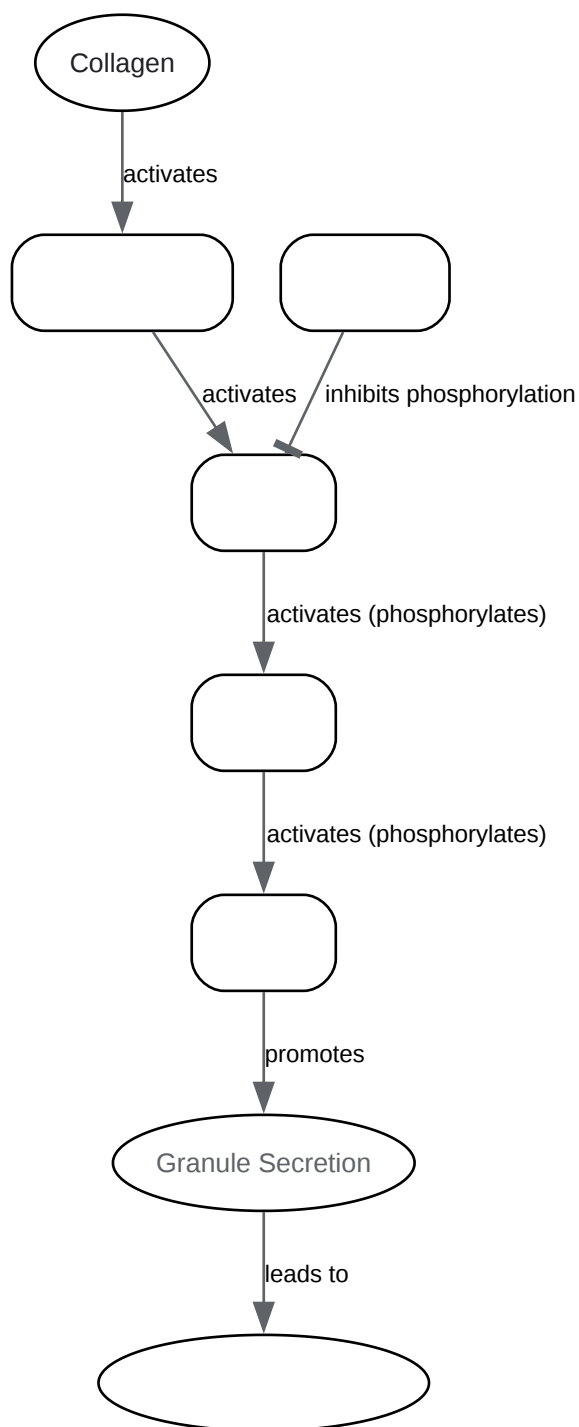 Collagen
activates
activates
inhibits phosphorylation
activates (phosphorylates)
activates (phosphorylates)
promotes
Granule Secretion
leads to